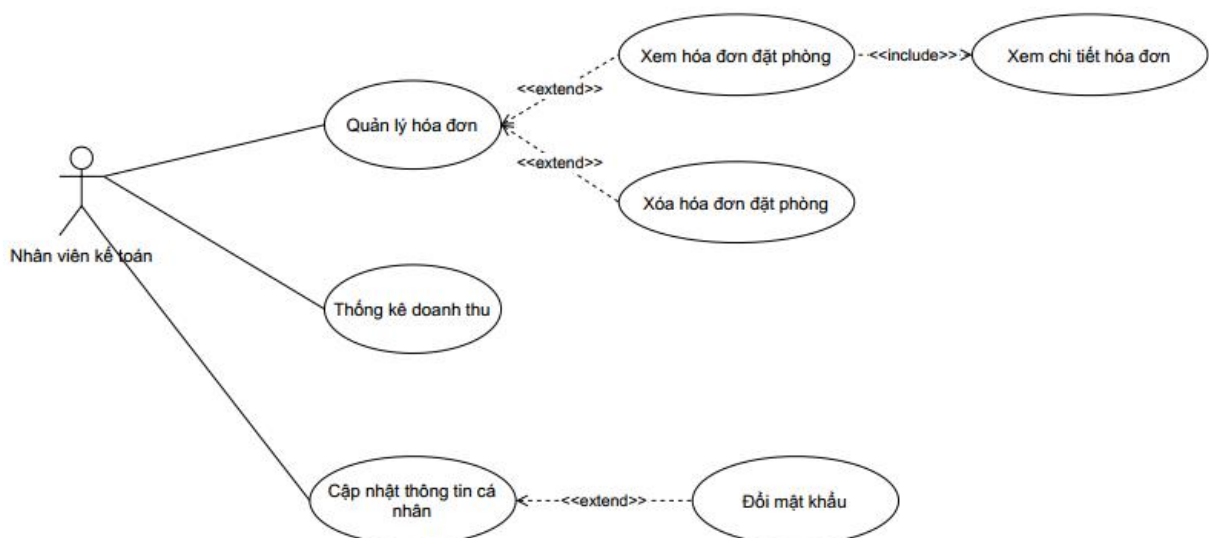 Xem hóa đơn đặt phòng
<<include>>
Xem chi tiết hóa đơn
<<extend>>
Quản lý hóa đơn
<<extend>>
Xóa hóa đơn đặt phòng
Nhân viên kế toán
Thống kê doanh thu
Cập nhật thông tin cá
nhân
<<extend>>
Đổi mật khẩu